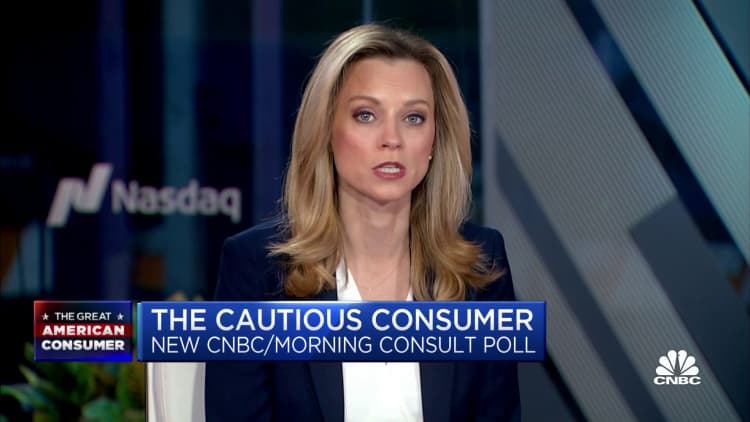 Nasdaq
THE GREAT
AMERICAN
CONSUMER
THE CAUTIOUS CONSUMER
NEW CNBC/MORNING CONSULT POLL
CNBC